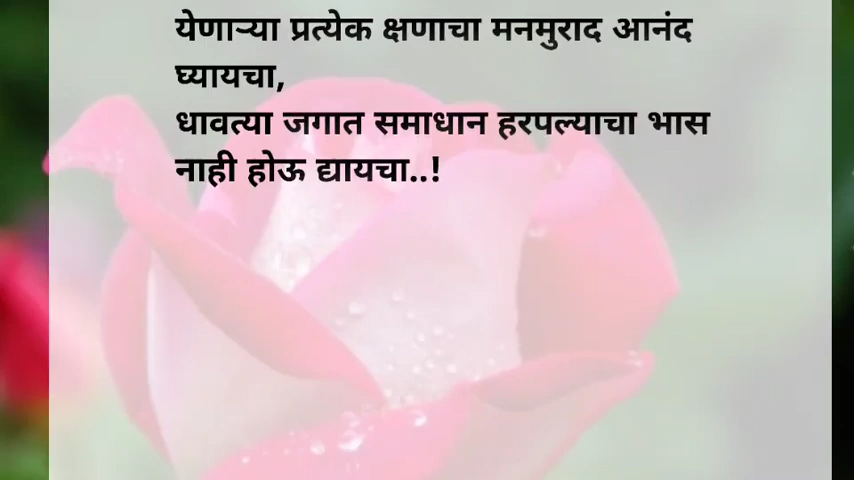 येणाऱ्या प्रत्येक क्षणाचा मनमुराद आनंद
घ्यायचा,
धावत्या जगात समाधान हरपल्याचा भास
नाही होऊ द्यायचा..!